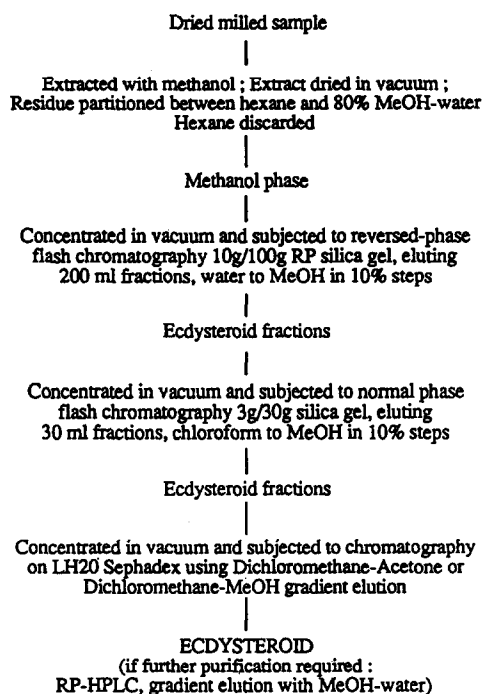 Dried milled sample
Extracted with methanol ; Extract dried in vacuum ;
Residue partitioned between hexane and 80% MeOH-water
Hexane discarded
Methanol phase
Concentrated in vacuum and subjected to reversed-phase
flash chromatography 10g/100g RP silica gel, eluting
200 ml fractions, water to MeOH in 10% steps
Ecdysteroid fractions
Concentrated in vacuum and subjected to normal phase
flash chromatography 3g/30g silica gel, eluting
30 ml fractions, chloroform to MeOH in 10% steps
Ecdysteroid fractions
Concentrated in vacuum and subjected to chromatography
on LH20 Sephadex using Dichloromethane-Acetone or
Dichloromethane-MeOH gradient elution
ECDYSTEROID
(if further purification required :
RP-HPLC, gradient elution with MeOH-water)